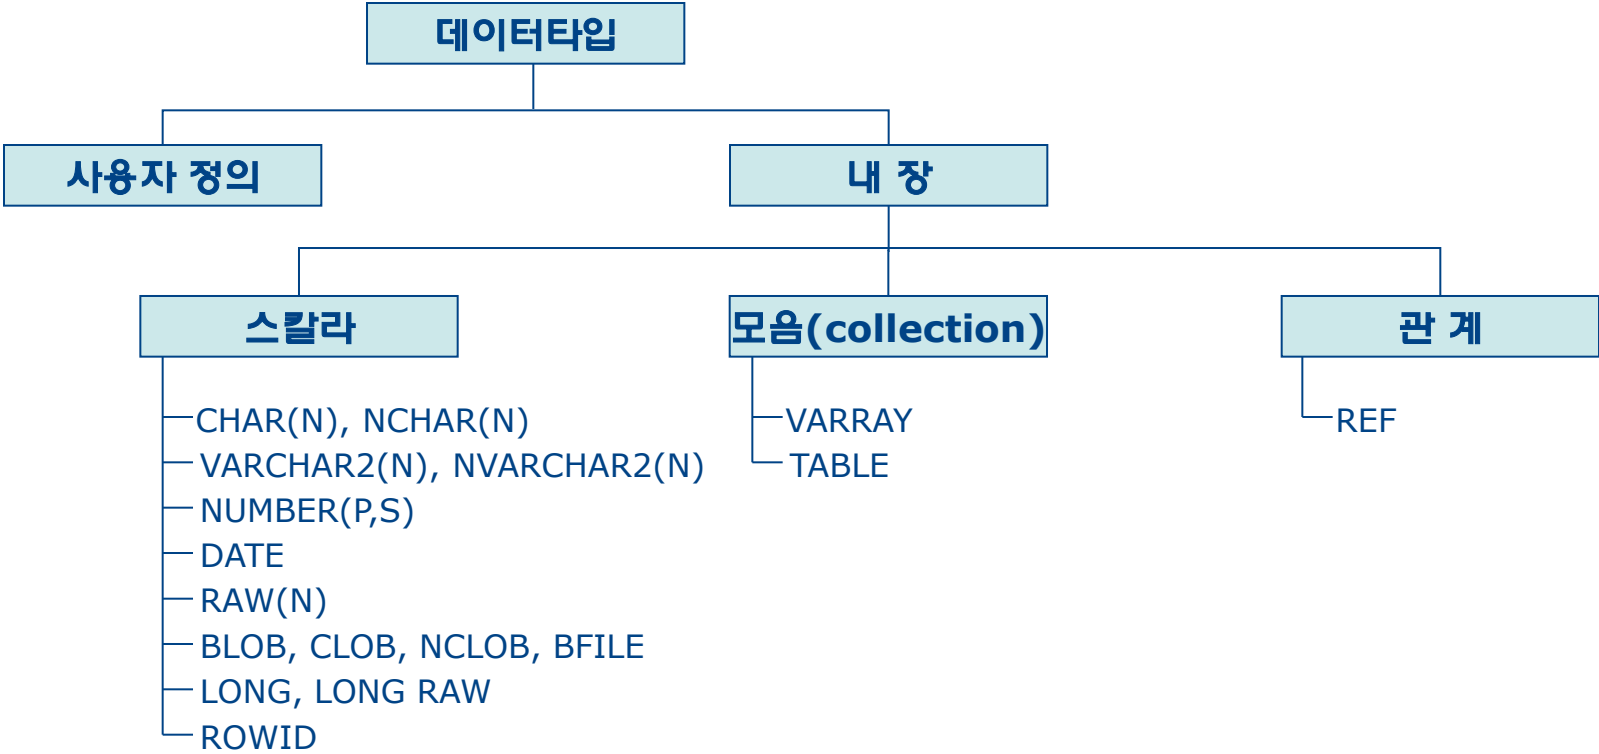 데이터타입
사용자 정의
내 장
스칼라
모음(collection)
관 계
CHAR(N), NCHAR(N)
VARCHAR2(N), NVARCHAR2(N)
NUMBER(P,S)
DATE
RAW(N)
BLOB, CLOB, NCLOB, BFILE
LONG, LONG RAW
ROWID
VARRAY
TABLE
REF